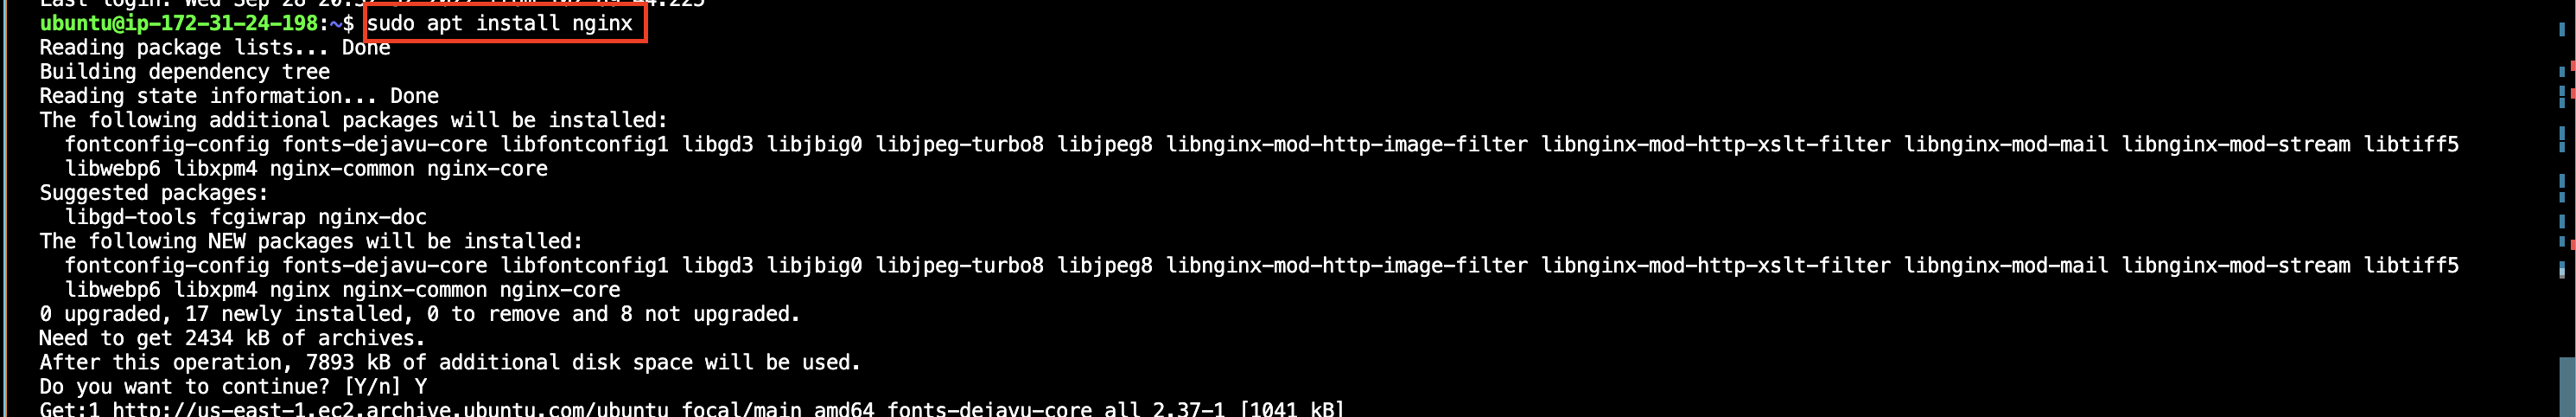 Last login: Wed Sep 28 20:
ubuntu@ip-172-31-24-198:~$ sudo apt install nginx
Reading package lists... Done
Building dependency tree
Reading state information... Done
The following additional packages will be installed:
  fontconfig-config fonts-dejavu-core libfontconfig1 libgd3 libjbig0 libjpeg-turbo8 libjpeg8 libnginx-mod-http-image-filter libnginx-mod-http-xslt-filter libnginx-mod-mail libnginx-mod-stream libtiff5
  libwebp6 libxpm4 nginx-common nginx-core
Suggested packages:
  libgd-tools fcgiwrap nginx-doc
The following NEW packages will be installed:
  fontconfig-config fonts-dejavu-core libfontconfig1 libgd3 libjbig0 libjpeg-turbo8 libjpeg8 libnginx-mod-http-image-filter libnginx-mod-http-xslt-filter libnginx-mod-mail libnginx-mod-stream libtiff5
  libwebp6 libxpm4 nginx nginx-common nginx-core
0 upgraded, 17 newly installed, 0 to remove and 8 not upgraded.
Need to get 2434 kB of archives.
After this operation, 7893 kB of additional disk space will be used.
Do you want to continue? [Y/n] Y
Get:1 http://us-east-1.ec2.archive.ubuntu.com/ubuntu focal/main amd64 fonts-dejavu-core all 2.37-1 [1041 kB]